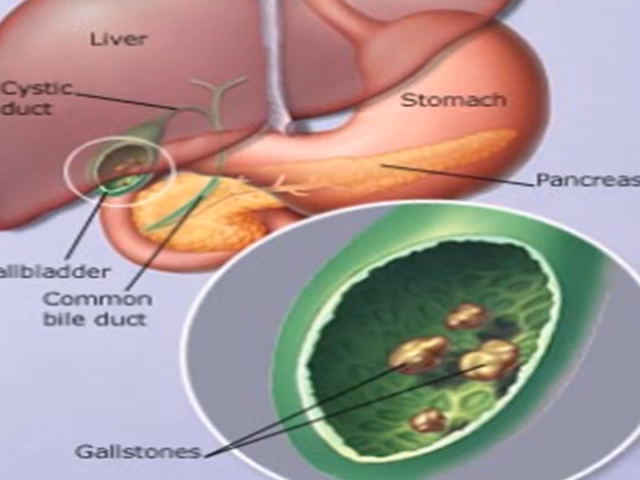 Liver
Cystic
duct
Stomach
Pancreas
allbladder
Common
bile duct
Gallstones